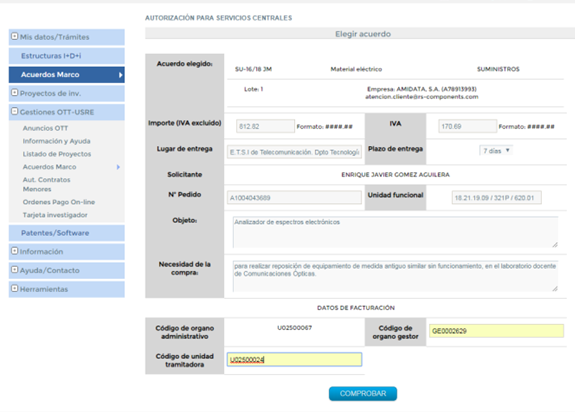 AUTORIZACIÓN PARA SERVICIOS CENTRALES
Elegir acuerdo
Mis datos/Trámites
Estructuras I+D+i
Acuerdos Marco
Proyectos de inv.
Gestiones OTT-USRE
Anuncios OTT
Información y Ayuda
Listado de Proyectos
Acuerdos Marco
Aut. Contratos
Menores
Ordenes Pago On-line
Tarjeta investigador
Patentes/Software
Información
Ayuda/Contacto
Herramientas
Acuerdo elegido: SU-16/18 JM Material eléctrico SUMINISTROS
Lote: 1 Empresa: AMIDATA, S.A. (A78913993)
atencion.cliente@rs-components.com
Importe (IVA excluido) 812.82 Formato: ####.## IVA 170.69 Formato: ####.##
Lugar de entrega E.T.S.I de Telecomunicación. Dpto Tecnologí Plazo de entrega 7 días
Solicitante ENRIQUE JAVIER GOMEZ AGUILERA
N° Pedido A1004043689 Unidad funcional 18.21.19.09 / 321P / 620.01
Objeto: Analizador de espectros electrónicos
Necesidad de la
compra:
para realizar reposición de equipamiento de medida antiguo similar sin funcionamiento, en el laboratorio docente
de Comunicaciones Ópticas.
DATOS DE FACTURACIÓN
Código de organo
administrativo
U02500067
Código de
organo gestor
GE0002629
Código de unidad
tramitadora
U02500024
COMPROBAR